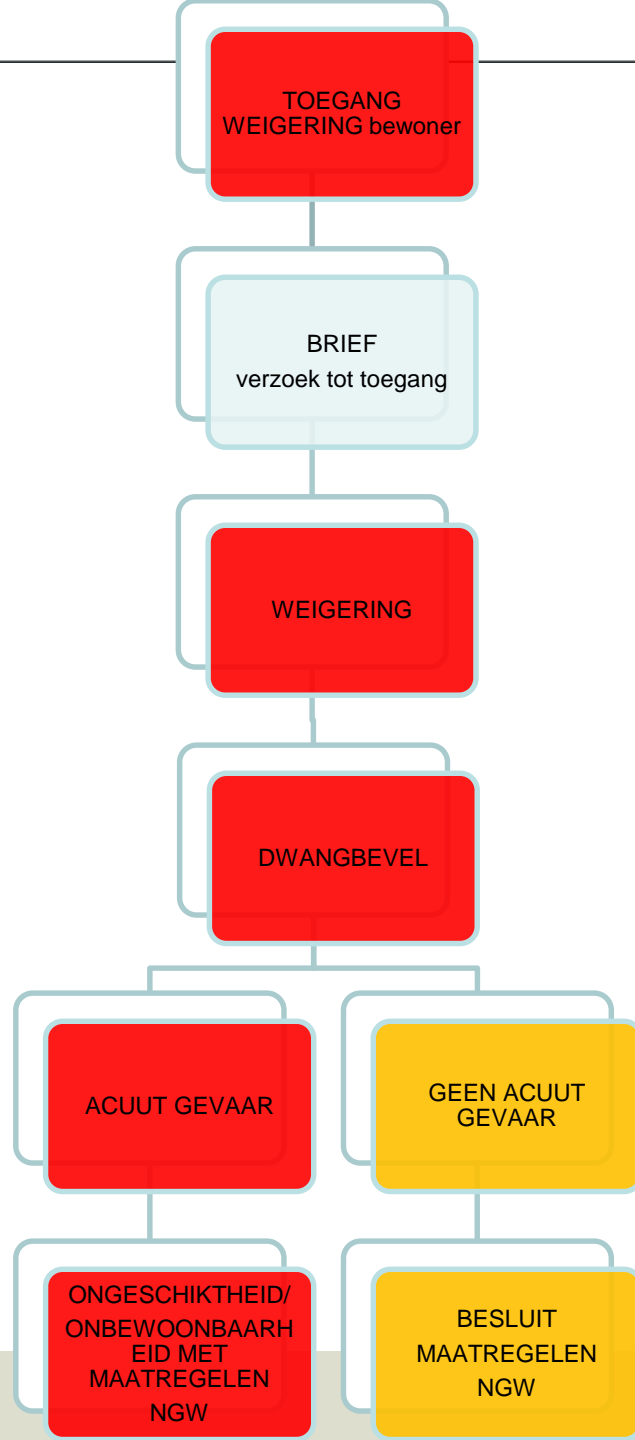 TOEGANG
WEIGERING bewoner
BRIEF
verzoek tot toegang
WEIGERING
DWANGBEVEL
ACUUT GEVAAR
GEEN ACUUT
GEVAAR
ONGESCHIKTHEID/
ONBEWOONBAARH
EID MET
MAATREGELEN
NGW
BESLUIT
MAATREGELEN
NGW